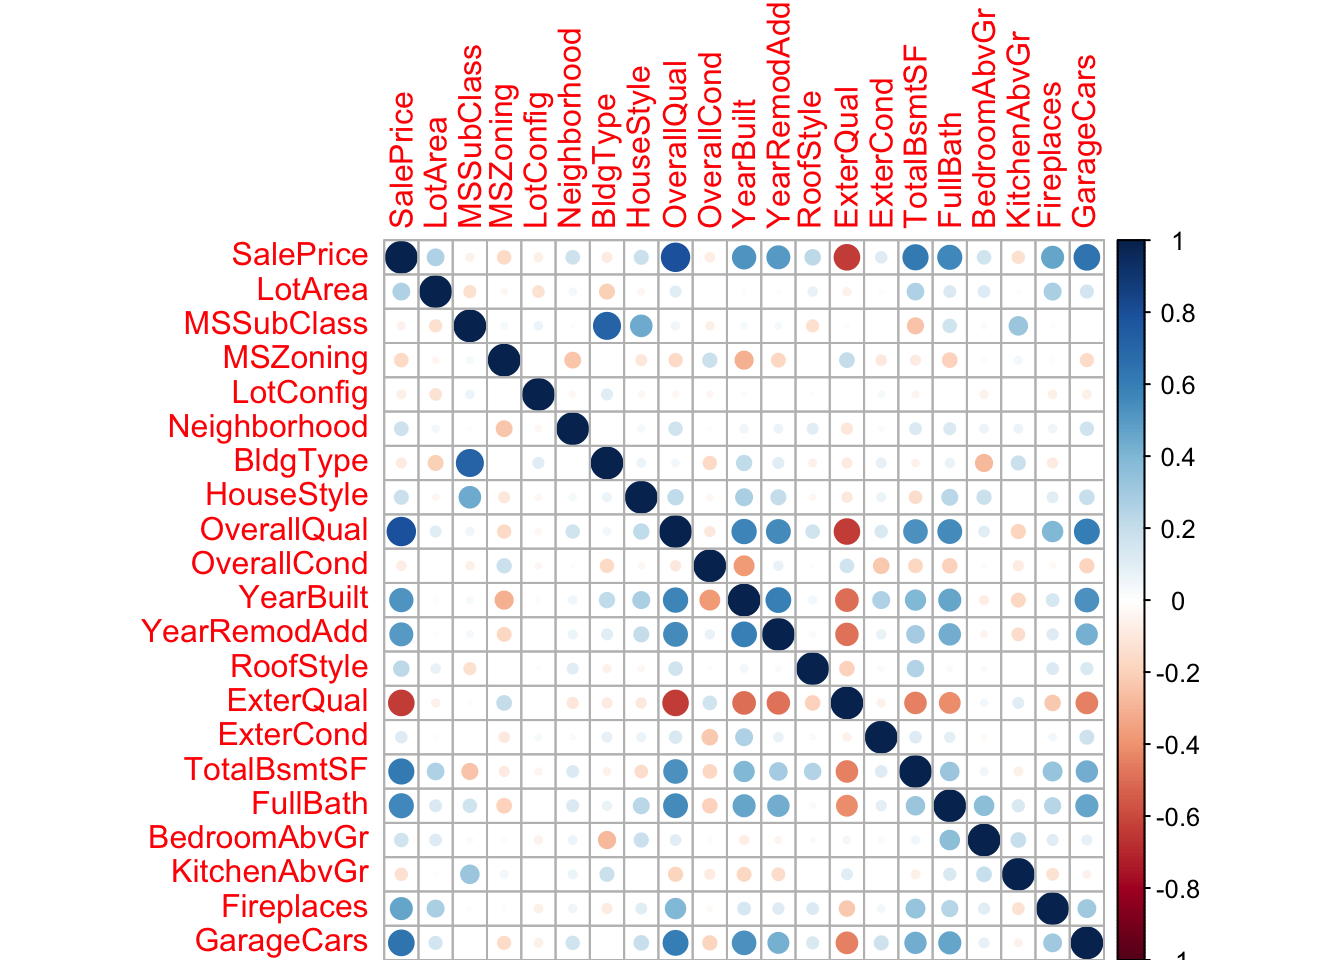 SalePrice
LotArea
MSSubClass
MSZoning
LotConfig
Neighborhood
BldgType
HouseStyle
OverallQual
OverallCond
YearBuilt
YearRemodAdd
RoofStyle
ExterQual
ExterCond
TotalBsmtSF
FullBath
BedroomAbvGr
KitchenAbvGr
Fireplaces
GarageCars
SalePrice
LotArea
MSSubClass
MSZoning
LotConfig
Neighborhood
BldgType
HouseStyle
OverallQual
OverallCond
YearBuilt
YearRemodAdd
RoofStyle
ExterQual
ExterCond
TotalBsmtSF
FullBath
BedroomAbvGr
KitchenAbvGr
Fireplaces
GarageCars
1
0.8
0.6
0.4
0.2
0
-0.2
-0.4
-0.6
-0.8
-1